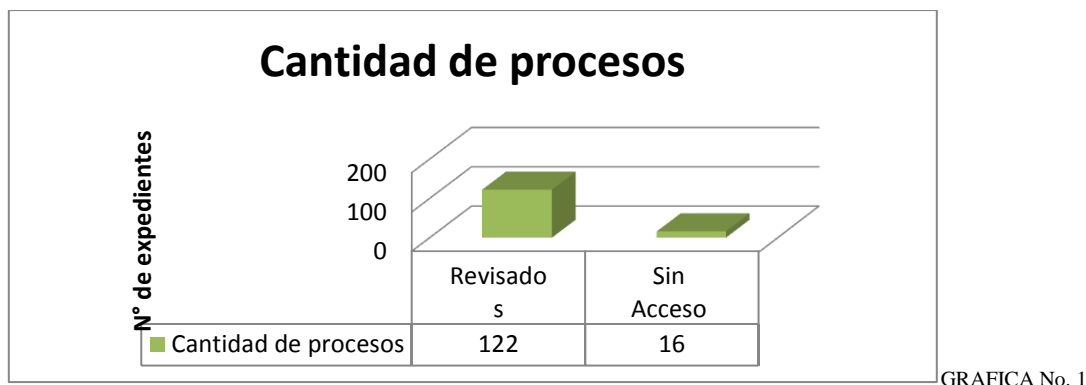 Cantidad de procesos
N° de expedientes
200
100
0
Revisado
s
Sin
Acceso
Cantidad de procesos 122 16
GRAFICA No. 1